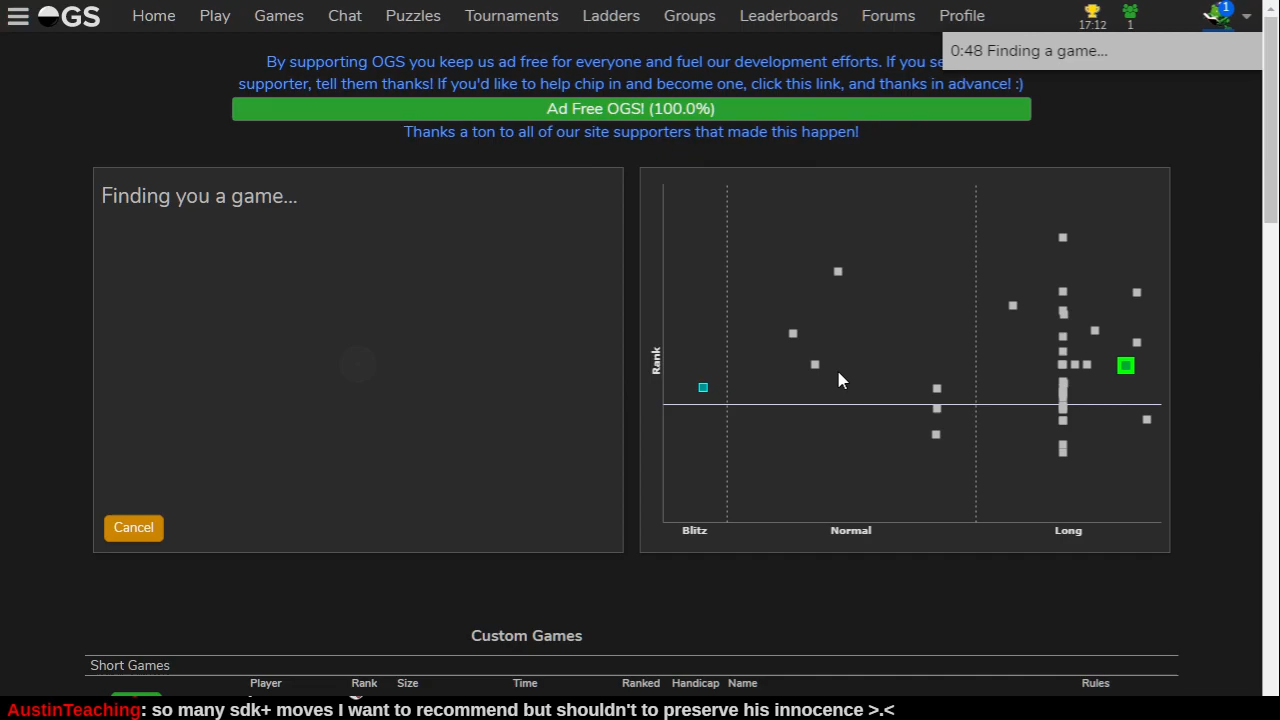 OGS Home Play Games Chat Puzzles Tournaments Ladders Groups Leaderboards Forums Profile 17:12 1 1
0:48 Finding a game...
By supporting OGS you keep us ad free for everyone and fuel our development efforts. If you se
supporter, tell them thanks! If you'd like to help chip in and become one, click this link, and thanks in advance! :)
Ad Free OGS! (100.0%)
Thanks a ton to all of our site supporters that made this happen!
Finding you a game...
Cancel
Rank
Blitz Normal Long
Custom Games
Short Games
Player Rank Size Time Ranked Handicap Name Rules
AustinTeaching: so many sdk+ moves I want to recommend but shouldn't to preserve his innocence >.<